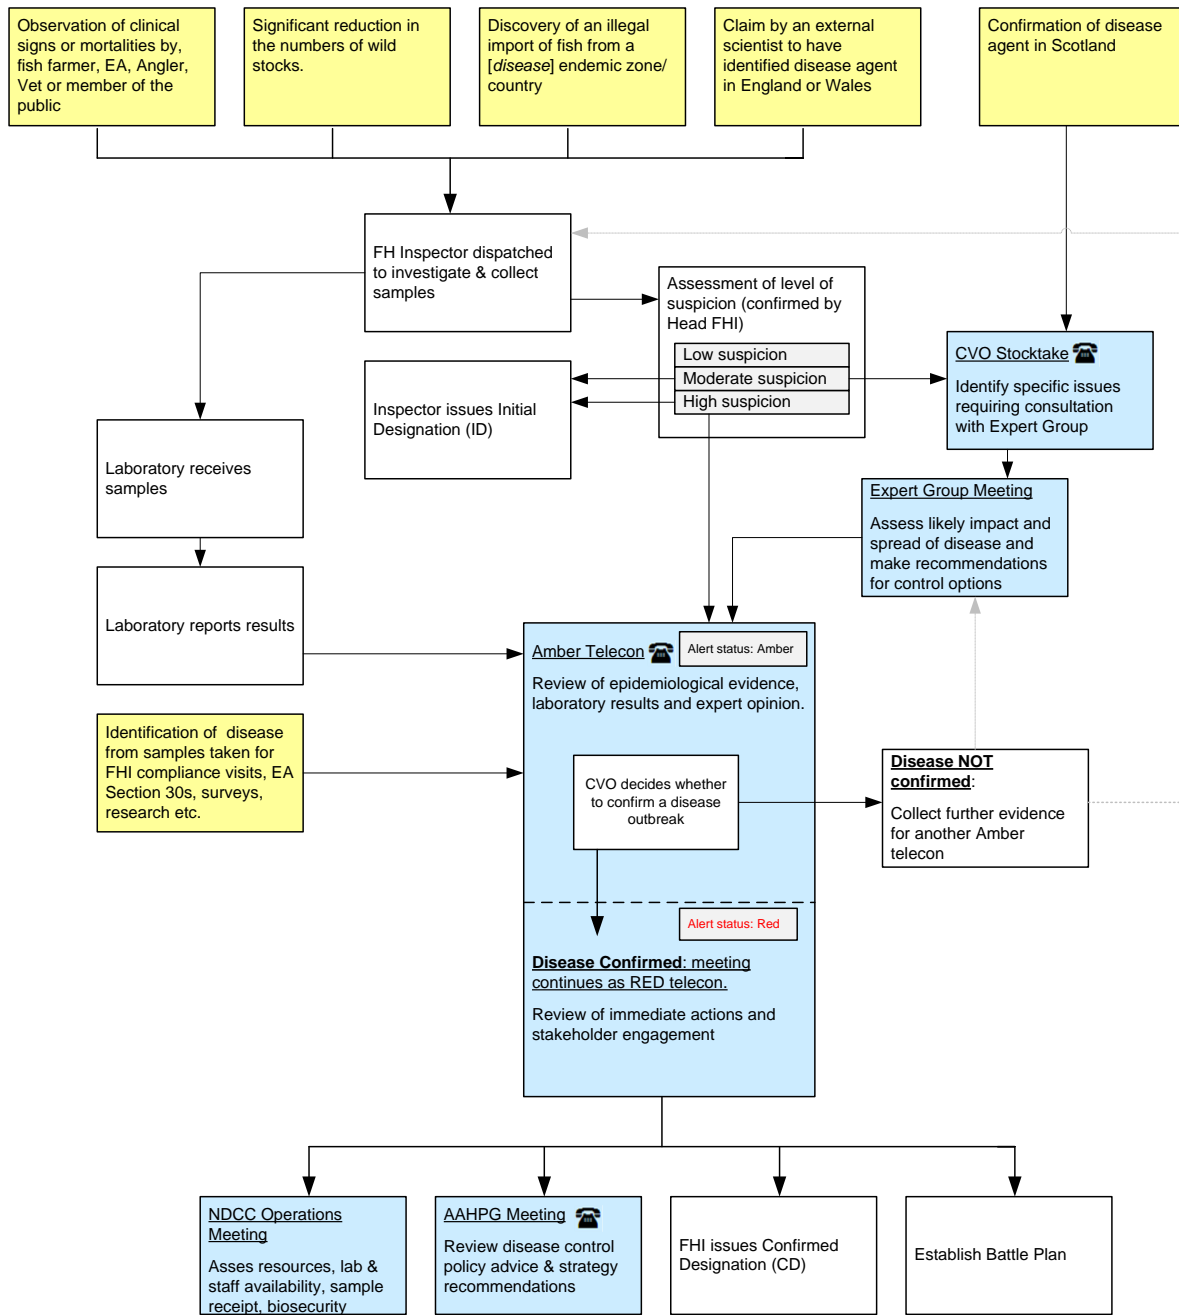 Observation of clinical
signs or mortalities by,
fish farmer, EA, Angler,
Vet or member of the
public
Significant reduction in
the numbers of wild
stocks.
Discovery of an illegal
import of fish from a
[disease] endemic zone/
country
Claim by an external
scientist to have
identified disease agent
in England or Wales
Confirmation of disease
agent in Scotland
FH Inspector dispatched
to investigate & collect
samples
Assessment of level of
suspicion (confirmed by
Head FHI)
Low suspicion
Moderate suspicion
High suspicion
CVO Stocktake
Identify specific issues
requiring consultation
with Expert Group
Inspector issues Initial
Designation (ID)
Laboratory receives
samples
Expert Group Meeting
Assess likely impact and
spread of disease and
make recommendations
for control options
Laboratory reports results
Amber Telecon
Alert status: Amber
Review of epidemiological evidence,
laboratory results and expert opinion.
Identification of disease
from samples taken for
FHI compliance visits, EA
Section 30s, surveys,
research etc.
CVO decides whether
to confirm a disease
outbreak
Disease NOT
confirmed:
Collect further evidence
for another Amber
telecon
Alert status: Red
Disease Confirmed: meeting
continues as RED telecon.
Review of immediate actions and
stakeholder engagement
NDCC Operations
Meeting
Asses resources, lab &
staff availability, sample
receipt, biosecurity
AAHPG Meeting
Review disease control
policy advice & strategy
recommendations
FHI issues Confirmed
Designation (CD)
Establish Battle Plan